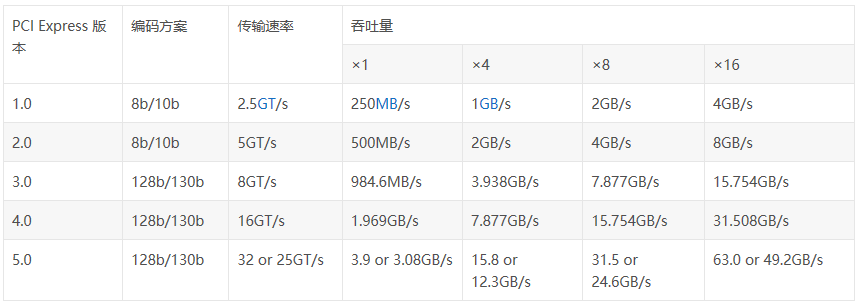 PCI Express 版 编码方案 传输速率 吞吐量
本
×1 ×4 ×8 ×16
1.0 8b/10b 2.5GT/s 250MB/s 1GB/s 2GB/s 4GB/s
2.0 8b/10b 5GT/s 500MB/s 2GB/s 4GB/s 8GB/s
3.0 128b/130b 8GT/s 984.6MB/s 3.938GB/s 7.877GB/s 15.754GB/s
4.0 128b/130b 16GT/s 1.969GB/s 7.877GB/s 15.754GB/s 31.508GB/s
5.0 128b/130b 32 or 25GT/s 3.9 or 3.08GB/s 15.8 or 31.5 or 63.0 or 49.2GB/s
12.3GB/s 24.6GB/s